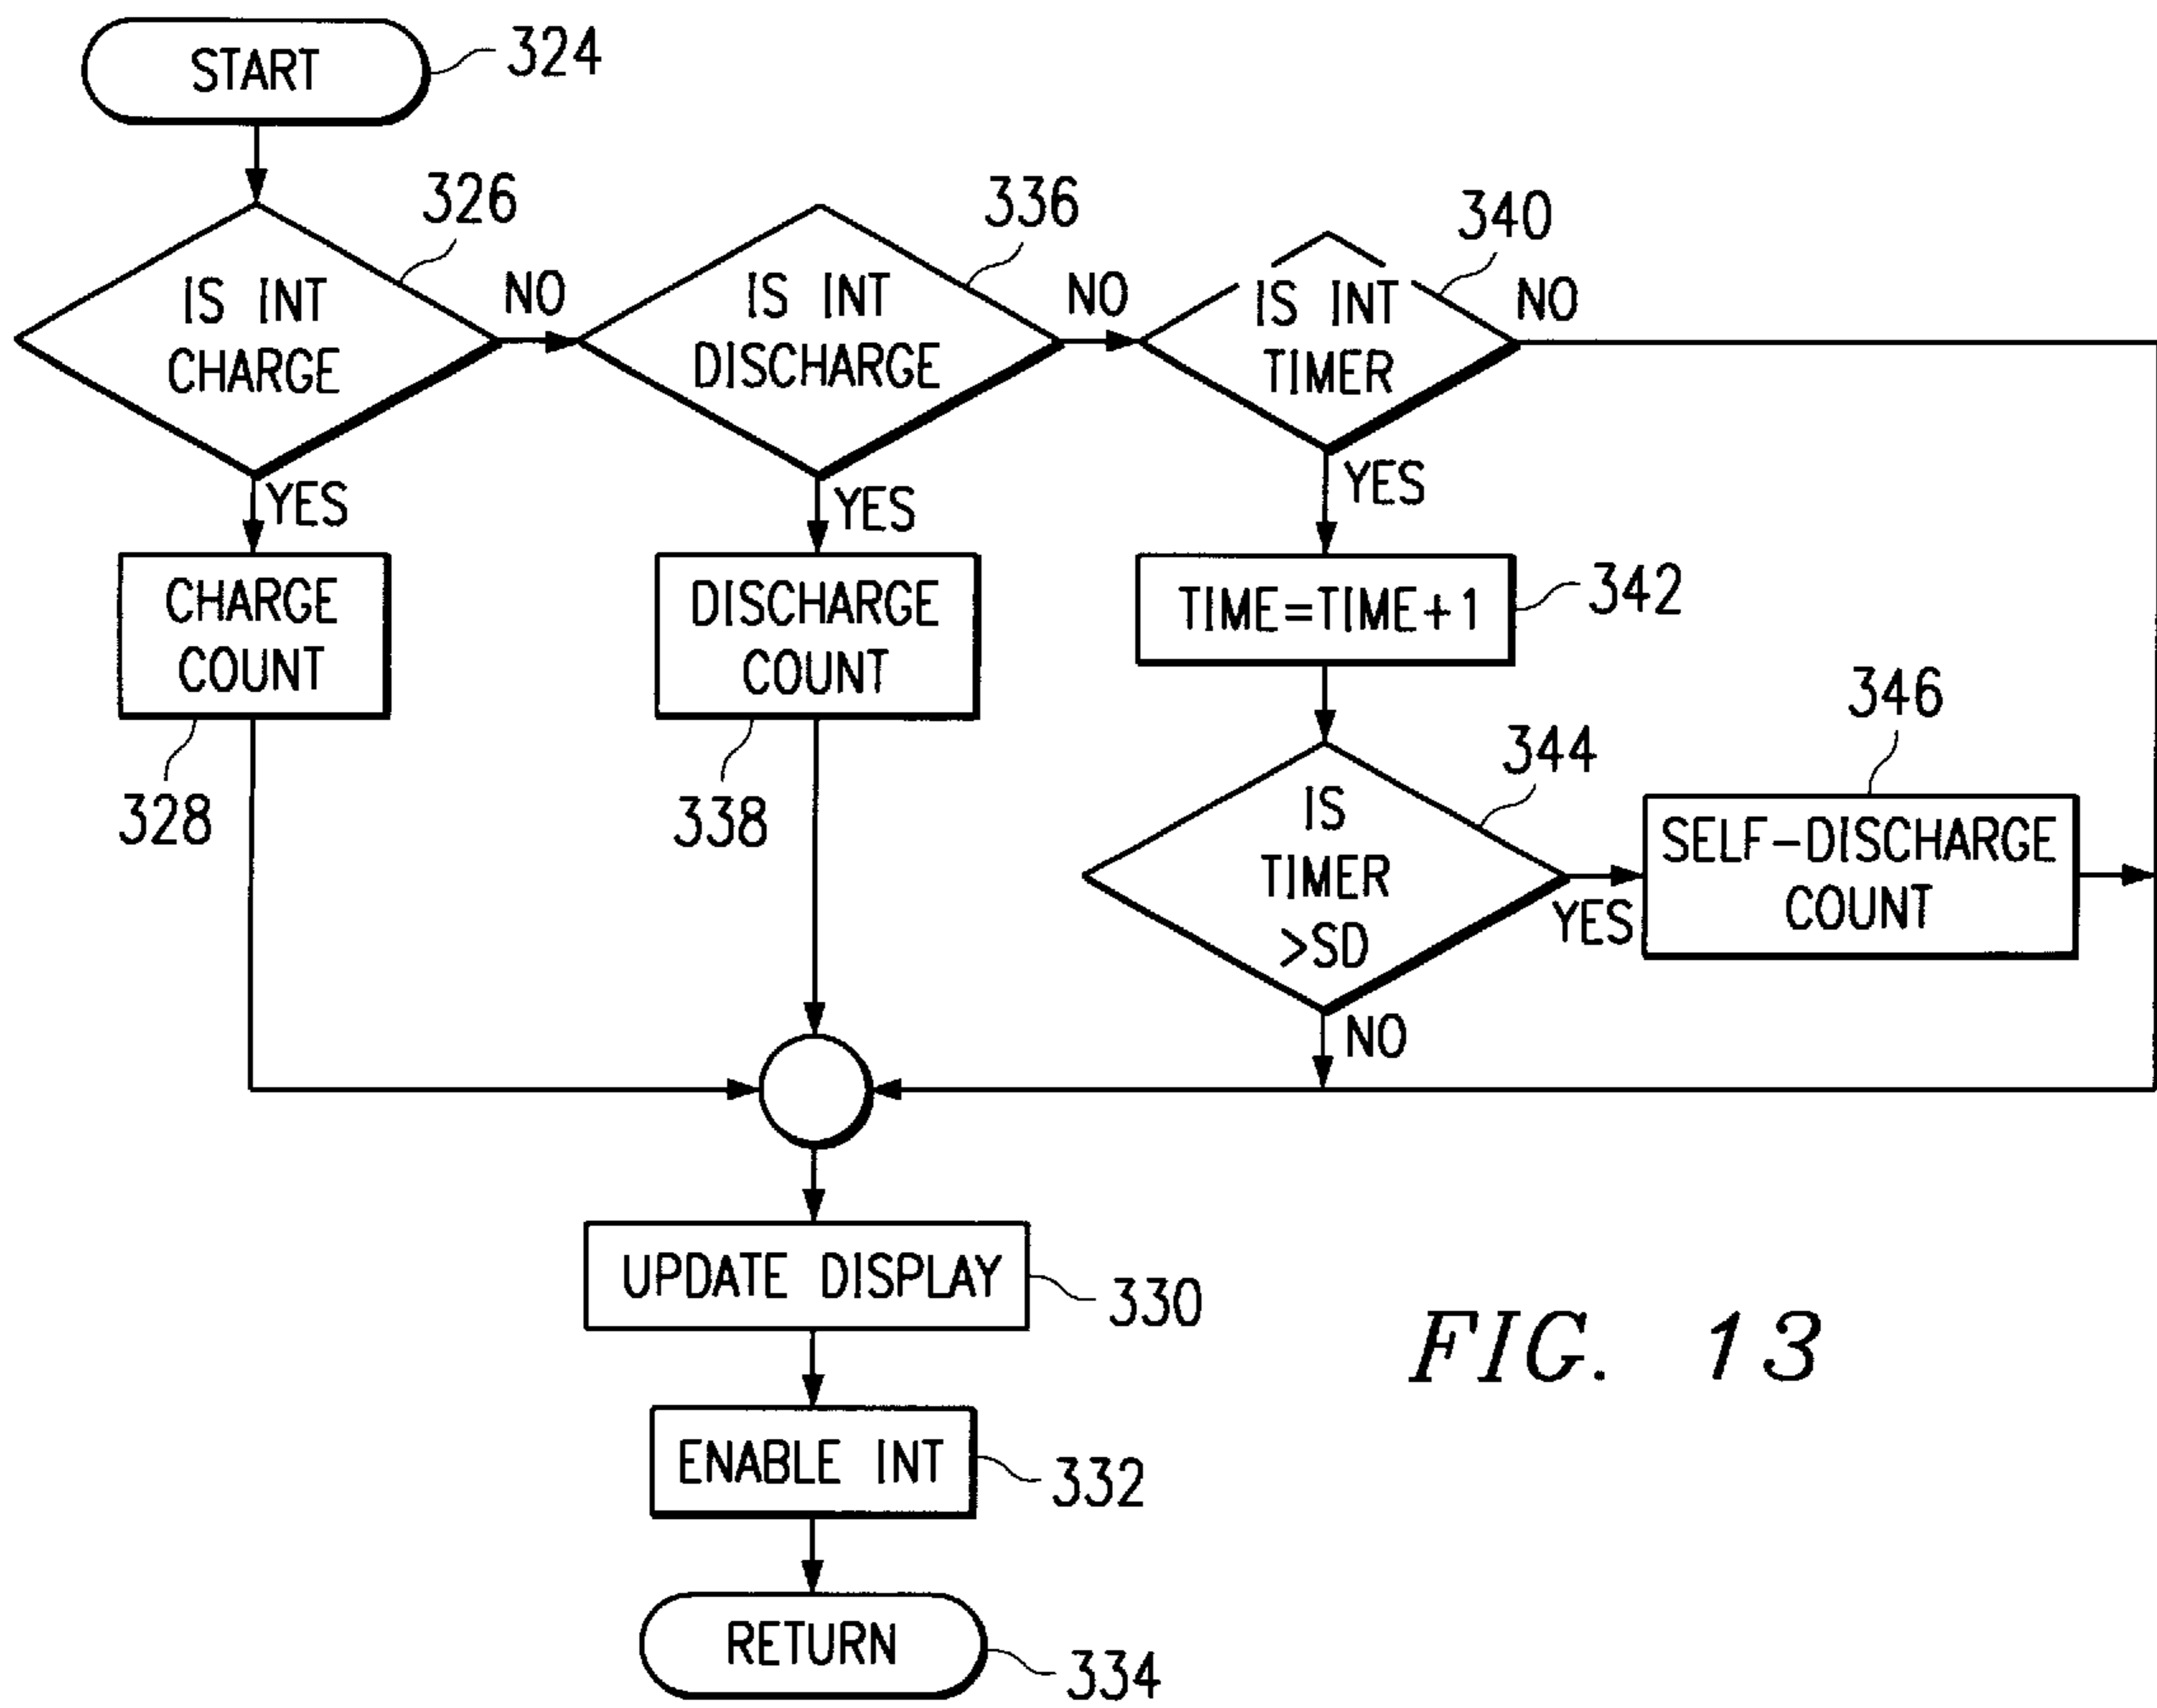 START
324
326
336
340
IS INT
CHARGE
NO
IS INT
DISCHARGE
NO
IS INT
TIMER
NO
YES
YES
YES
CHARGE
COUNT
328
DISCHARGE
COUNT
338
TIME=TIME+1
342
IS
TIMER
>SD
344
YES
NO
SELF-DISCHARGE
COUNT
346
UPDATE DISPLAY
330
ENABLE INT
332
RETURN
334
FIG. 13